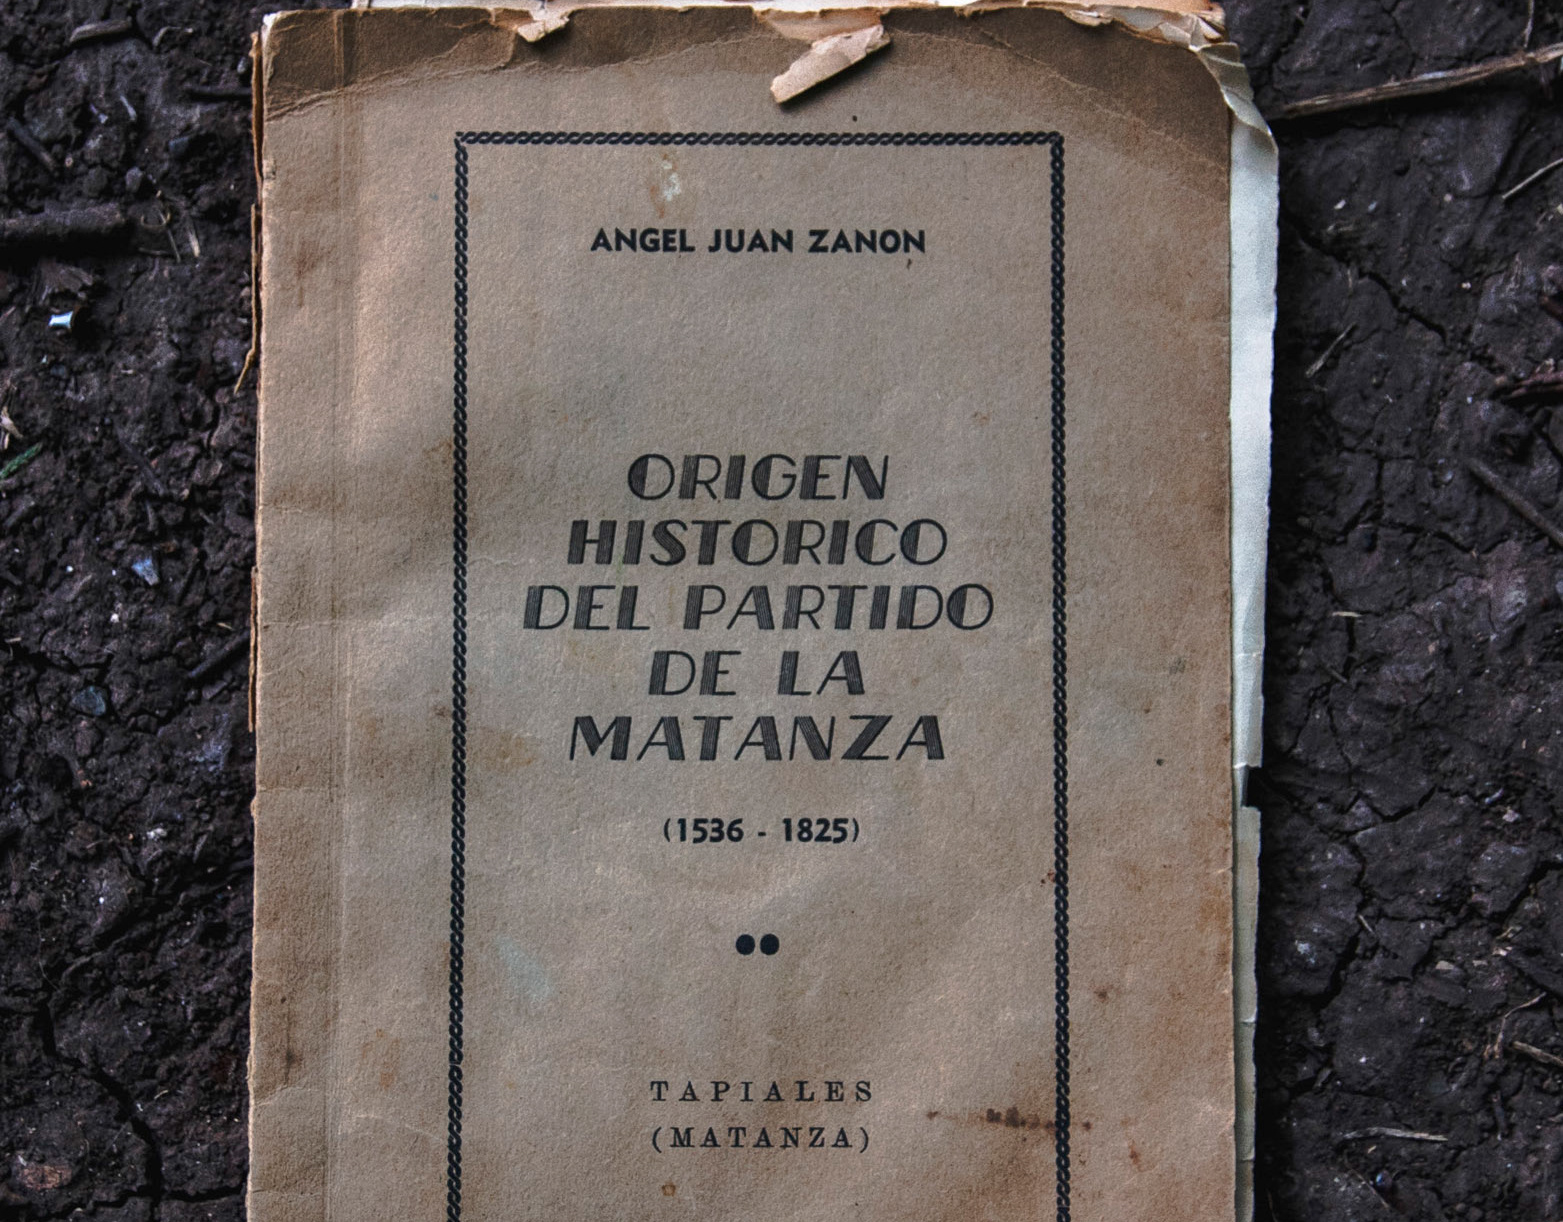 ANGEL JUAN ZANON
ORIGEN
HISTORICO
DEL PARTIDO
DE LA
MATANZA
(1536 - 1825)
TAPIALES
(MATANZA)